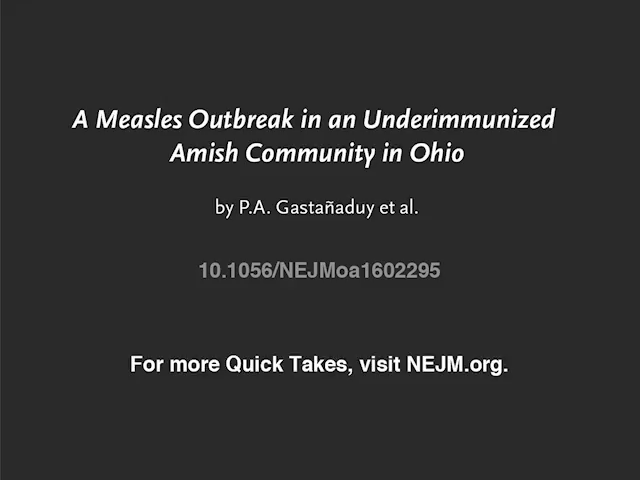 A Measles Outbreak in an Underimmunized
Amish Community in Ohio
by P.A. Gastañaduy et al.
10.1056/NEJMoa1602295
For more Quick Takes, visit NEJM.org.